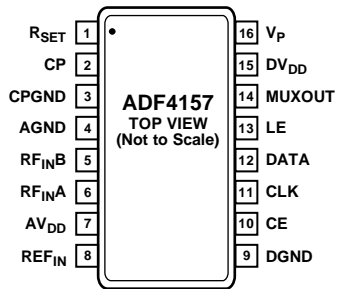 RSET 1
CP 2
CPGND 3
AGND 4
RFINB 5
RFINA 6
AVDD 7
REFIN 8
ADF4157
TOP VIEW
(Not to Scale)
16 VP
15 DVDD
14 MUXOUT
13 LE
12 DATA
11 CLK
10 CE
9 DGND